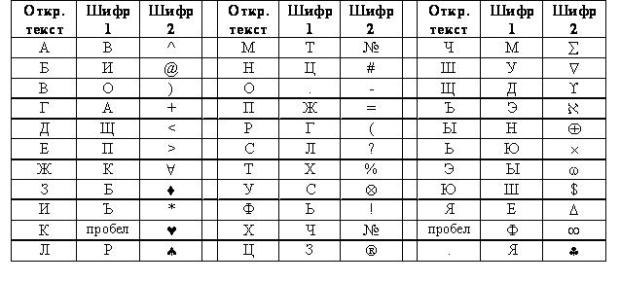 Откр. текст Шифр 1 Шифр 2 Откр. текст Шифр 1 Шифр 2 Откр. текст Шифр 1 Шифр 2
А В ^ М Т № Ч М ∑
Б И @ Н Ц # Ш У ∇
В О ) О . - Щ Д ϒ
Г А + П Ж = Ъ Э ℵ
Д Щ < Р Г ( Ы Н ⊕
Е П > С Л ? Ь Ю ×
Ж К ∀ Т Х % Э Ы ω
З Б ♦ У С ⊗ Ю Ш $
И Ъ * Ф Ь ! Я Е Δ
К пробел ♥ Х Ч № пробел Ф ∞
Л Р ♠ Ц З ® . Я ♣